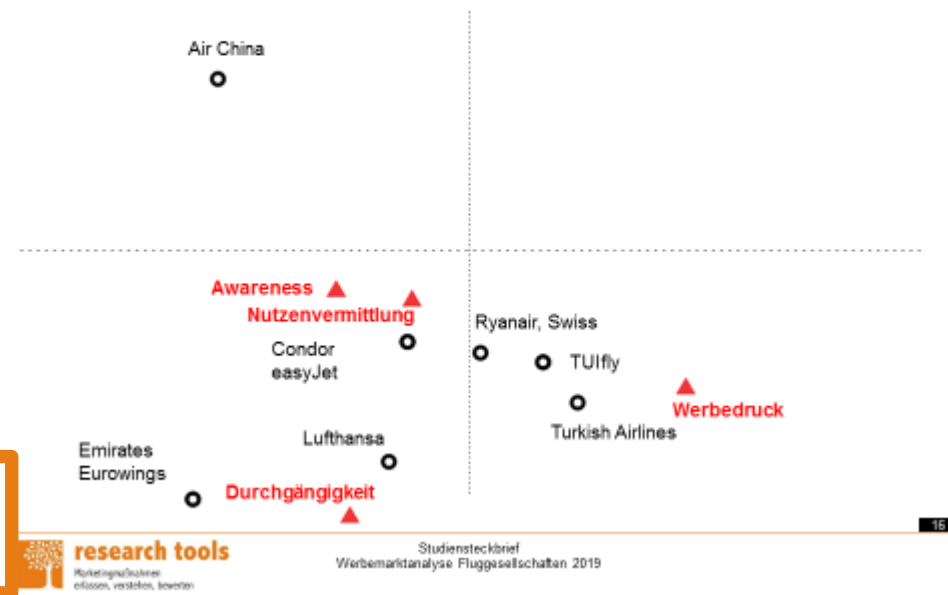 Air China
Awareness
Nutzenvermittlung
Ryanair, Swiss
Condor
easyJet
TUIfly
Werbedruck
Turkish Airlines
Lufthansa
Emirates
Eurowings
Durchgängigkeit
16
research tools
Marketingmaßnahmen
erfassen, verstehen, bewerten
Studiensteckbrief
Werbemarktanalyse Fluggesellschaften 2019